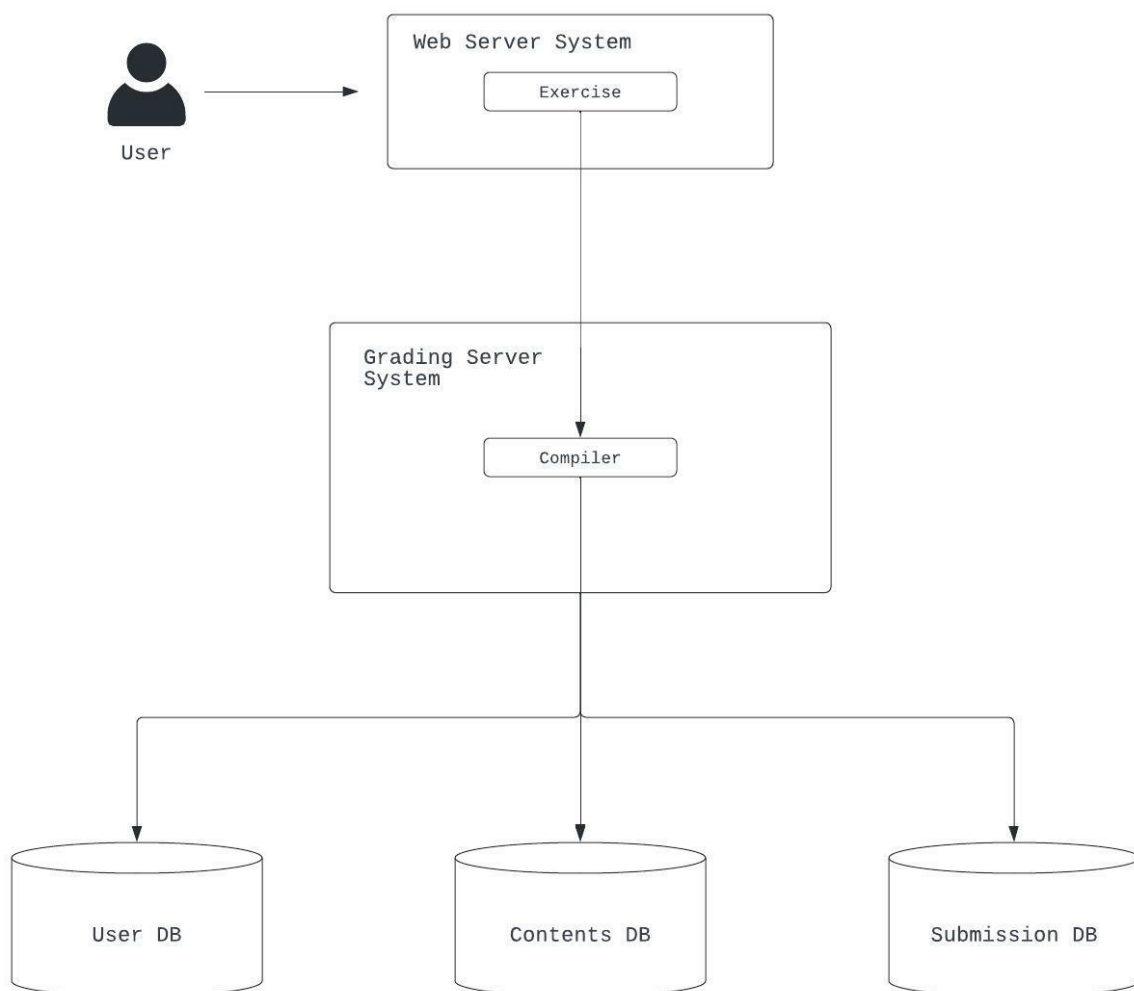 Web Server System
Exercise
User
Grading Server
System
Compiler
User DB
Contents DB
Submission DB